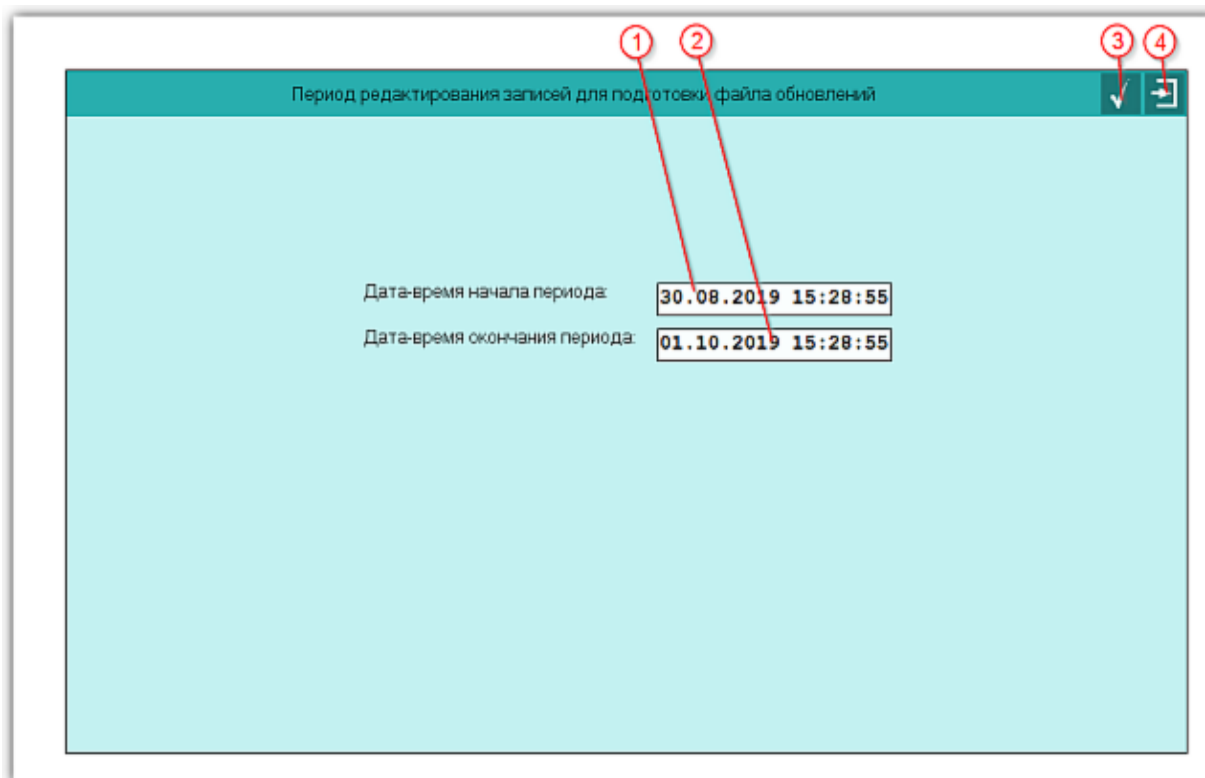 1 2 3 4
Период редактирования записей для подготовки файла обновлений
Дата-время начала периода: 30.08.2019 15:28:55
Дата-время окончания периода: 01.10.2019 15:28:55